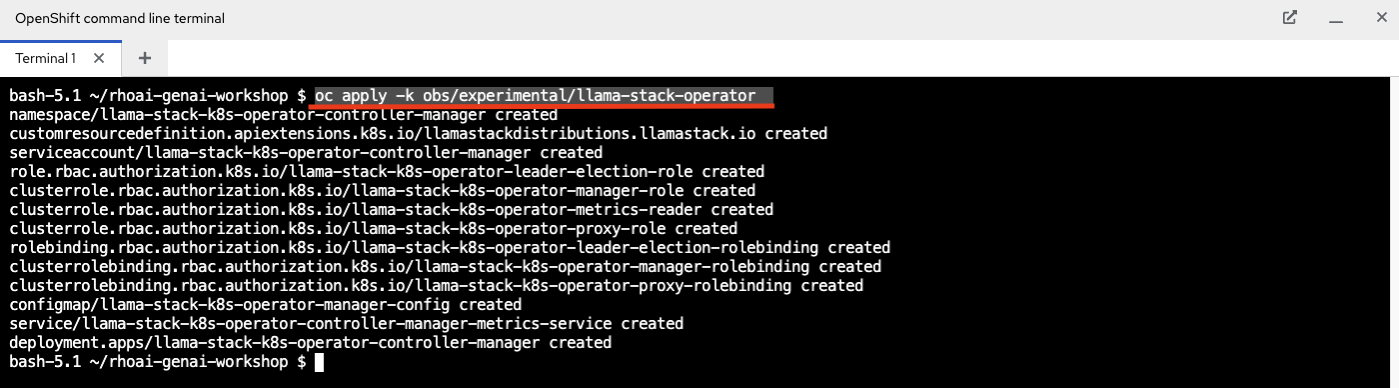 OpenShift command line terminal
Terminal 1
bash-5.1 ~/rhoai-genai-workshop $ oc apply -k obs/experimental/llama-stack-operator
namespace/llama-stack-k8s-operator-controller-manager created
customresourcedefinition.apiextensions.k8s.io/llamastackdistributions.llamastack.io created
serviceaccount/llama-stack-k8s-operator-controller-manager created
role.rbac.authorization.k8s.io/llama-stack-k8s-operator-leader-election-role created
clusterrole.rbac.authorization.k8s.io/llama-stack-k8s-operator-manager-role created
clusterrole.rbac.authorization.k8s.io/llama-stack-k8s-operator-metrics-reader created
clusterrole.rbac.authorization.k8s.io/llama-stack-k8s-operator-proxy-role created
rolebinding.rbac.authorization.k8s.io/llama-stack-k8s-operator-leader-election-rolebinding created
clusterrolebinding.rbac.authorization.k8s.io/llama-stack-k8s-operator-manager-rolebinding created
clusterrolebinding.rbac.authorization.k8s.io/llama-stack-k8s-operator-proxy-rolebinding created
configmap/llama-stack-k8s-operator-manager-config created
service/llama-stack-k8s-operator-controller-manager-metrics-service created
deployment.apps/llama-stack-k8s-operator-controller-manager created
bash-5.1 ~/rhoai-genai-workshop $